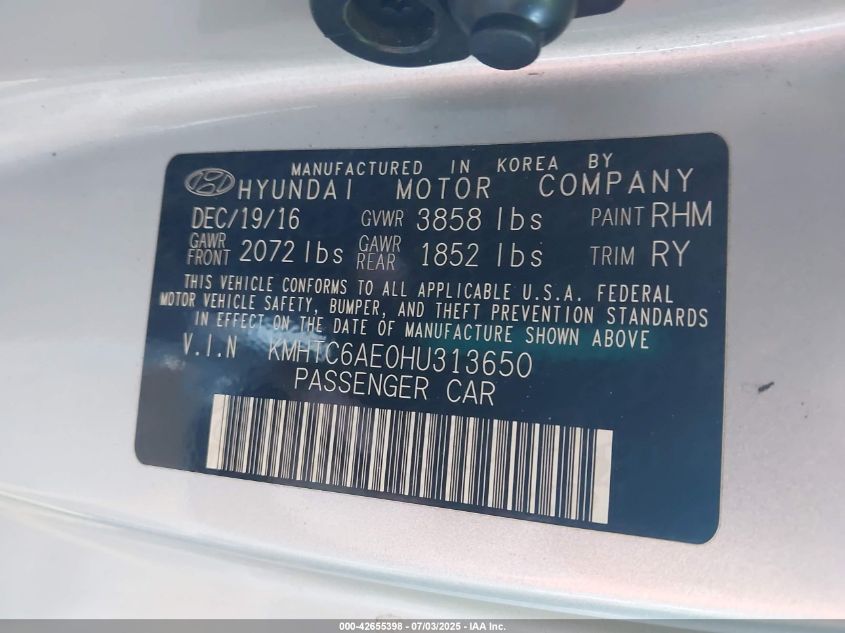 MANUFACTURED IN KOREA BY
HYUNDAI MOTOR COMPANY
DEC/19/16 GVWR 3858 lbs PAINT RHM
GAWR FRONT 2072 lbs GAWR REAR 1852 lbs TRIM RY
THIS VEHICLE CONFORMS TO ALL APPLICABLE U.S.A. FEDERAL
MOTOR VEHICLE SAFETY, BUMPER, AND THEFT PREVENTION STANDARDS
IN EFFECT ON THE DATE OF MANUFACTURE SHOWN ABOVE
V.I.N KMHTC6AE0HU313650
PASSENGER CAR
000-42655398 - 07/03/2025 - IAA Inc.